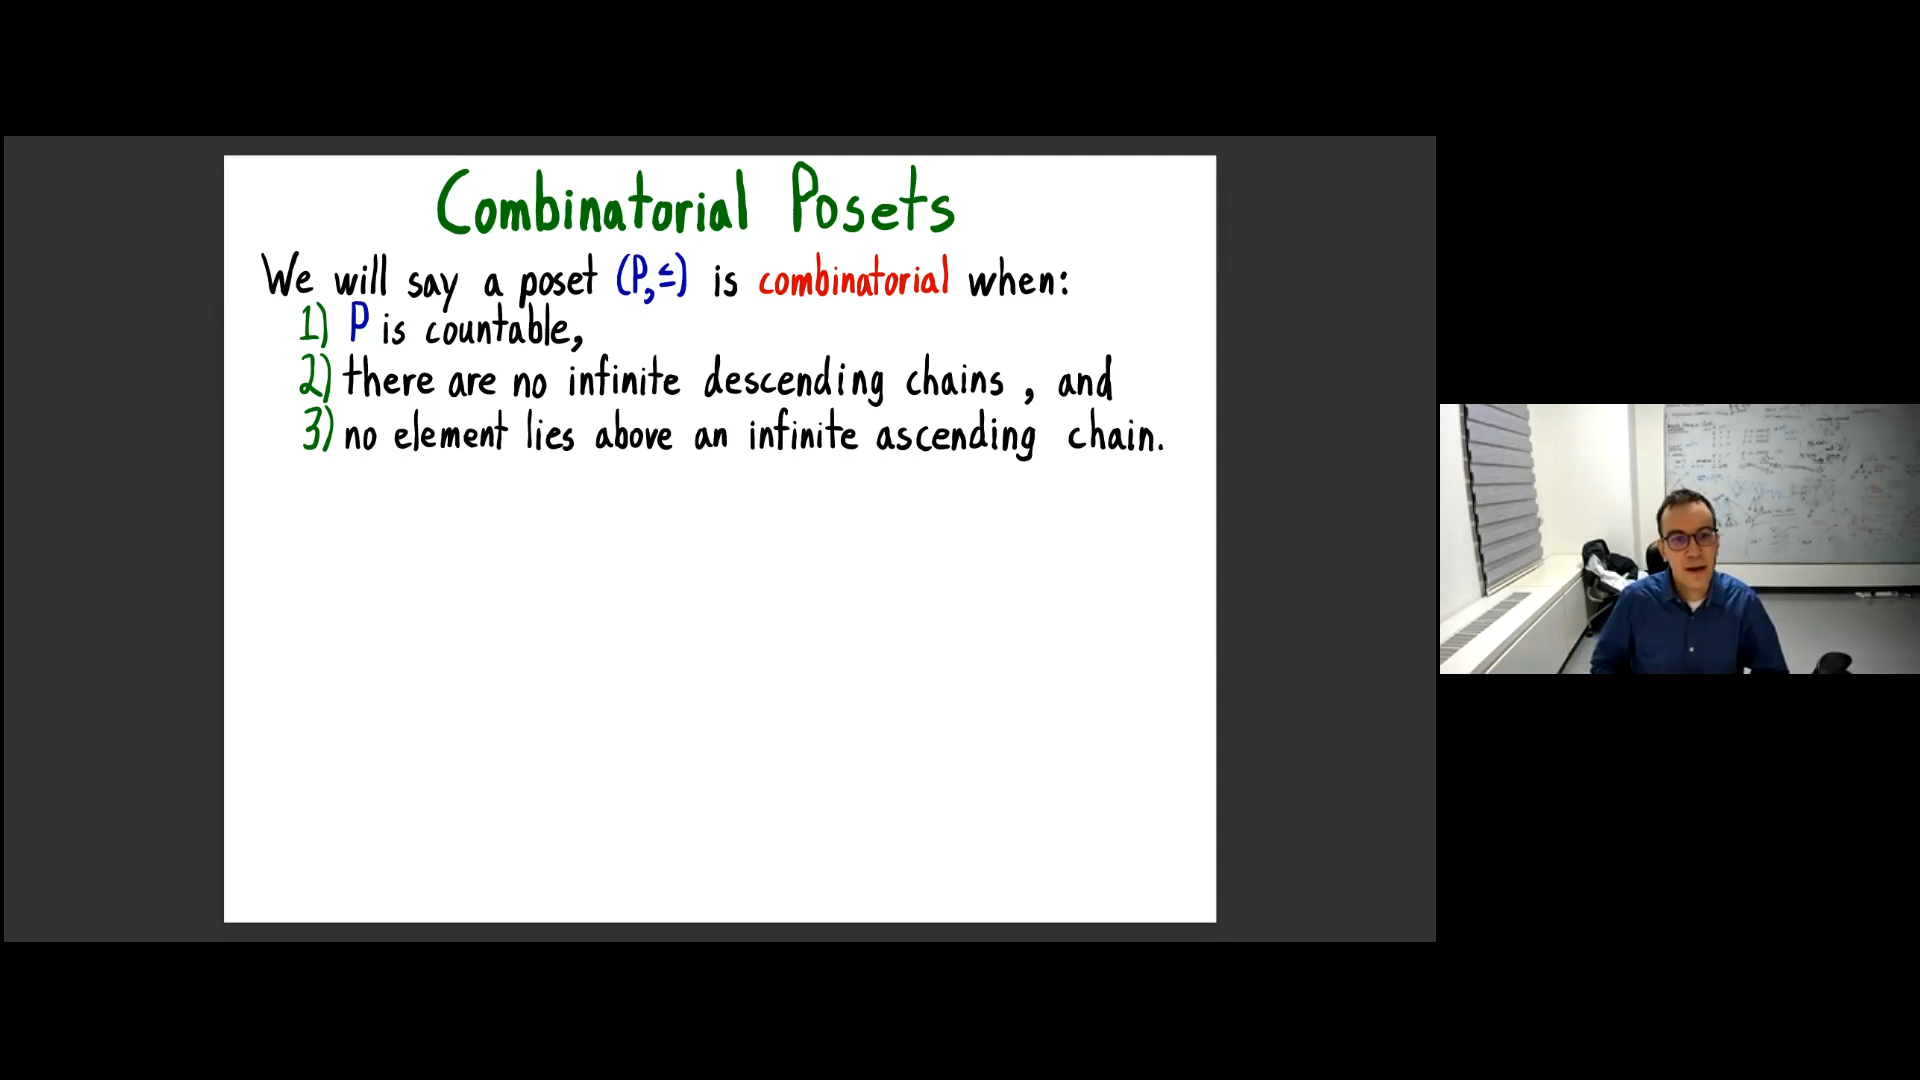 Combinatorial Posets
We will say a poset (P,≤) is combinatorial when:
1) P is countable,
2) there are no infinite descending chains, and
3) no element lies above an infinite ascending chain.